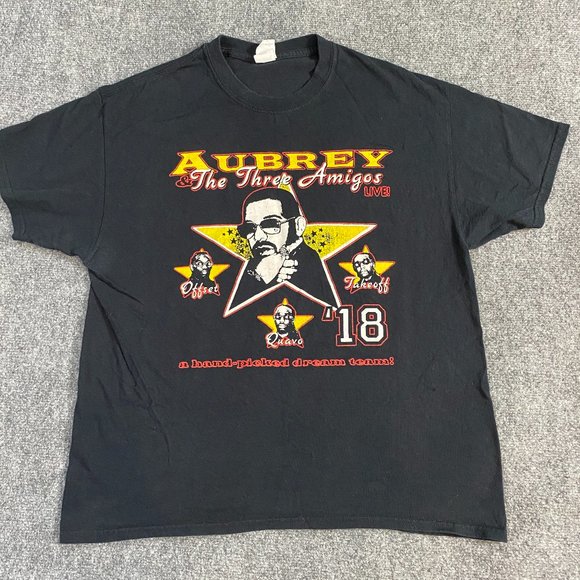 AUBREY
& The Three Amigos
LIVE!
Offset
Takeoff
Quavo
'18
a hand-picked dream team!